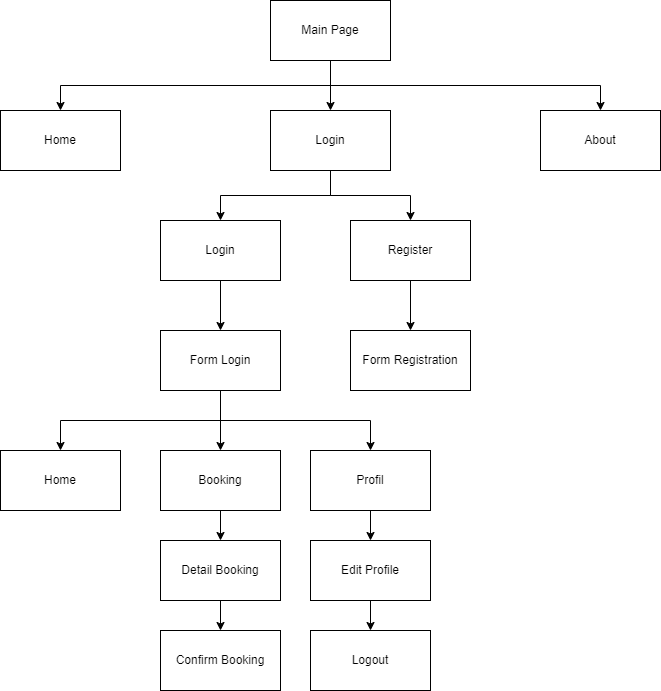 Main Page
Home
Login
About
Login
Register
Form Login
Form Registration
Home
Booking
Profil
Detail Booking
Edit Profile
Confirm Booking
Logout